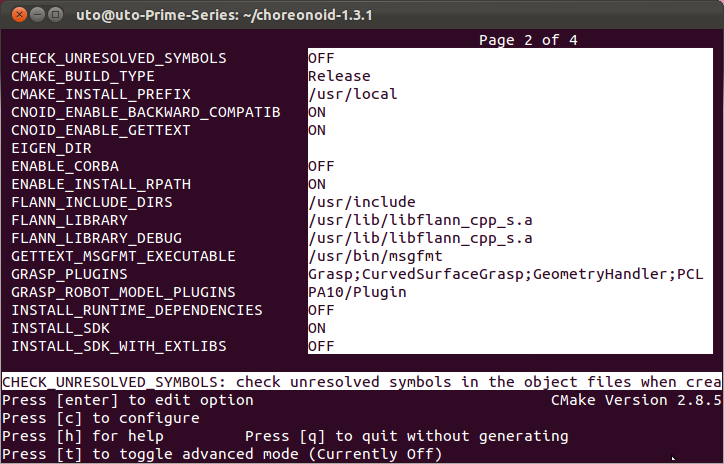 uto@uto-Prime-Series: ~/choreonoid-1.3.1
Page 2 of 4
CHECK_UNRESOLVED_SYMBOLS OFF
CMAKE_BUILD_TYPE Release
CMAKE_INSTALL_PREFIX /usr/local
CNOID_ENABLE_BACKWARD_COMPATIB ON
CNOID_ENABLE_GETTEXT ON
EIGEN_DIR
ENABLE_CORBA OFF
ENABLE_INSTALL_RPATH ON
FLANN_INCLUDE_DIRS /usr/include
FLANN_LIBRARY /usr/lib/libflann_cpp_s.a
FLANN_LIBRARY_DEBUG /usr/lib/libflann_cpp_s.a
GETTEXT_MSGFMT_EXECUTABLE /usr/bin/msgfmt
GRASP_PLUGINS Grasp;CurvedSurfaceGrasp;GeometryHandler;PCL
GRASP_ROBOT_MODEL_PLUGINS PA10/Plugin
INSTALL_RUNTIME_DEPENDENCIES OFF
INSTALL_SDK ON
INSTALL_SDK_WITH_EXTLIBS OFF
CHECK_UNRESOLVED_SYMBOLS: check unresolved symbols in the object files when crea
Press [enter] to edit option CMake Version 2.8.5
Press [c] to configure
Press [h] for help Press [q] to quit without generating
Press [t] to toggle advanced mode (Currently Off)